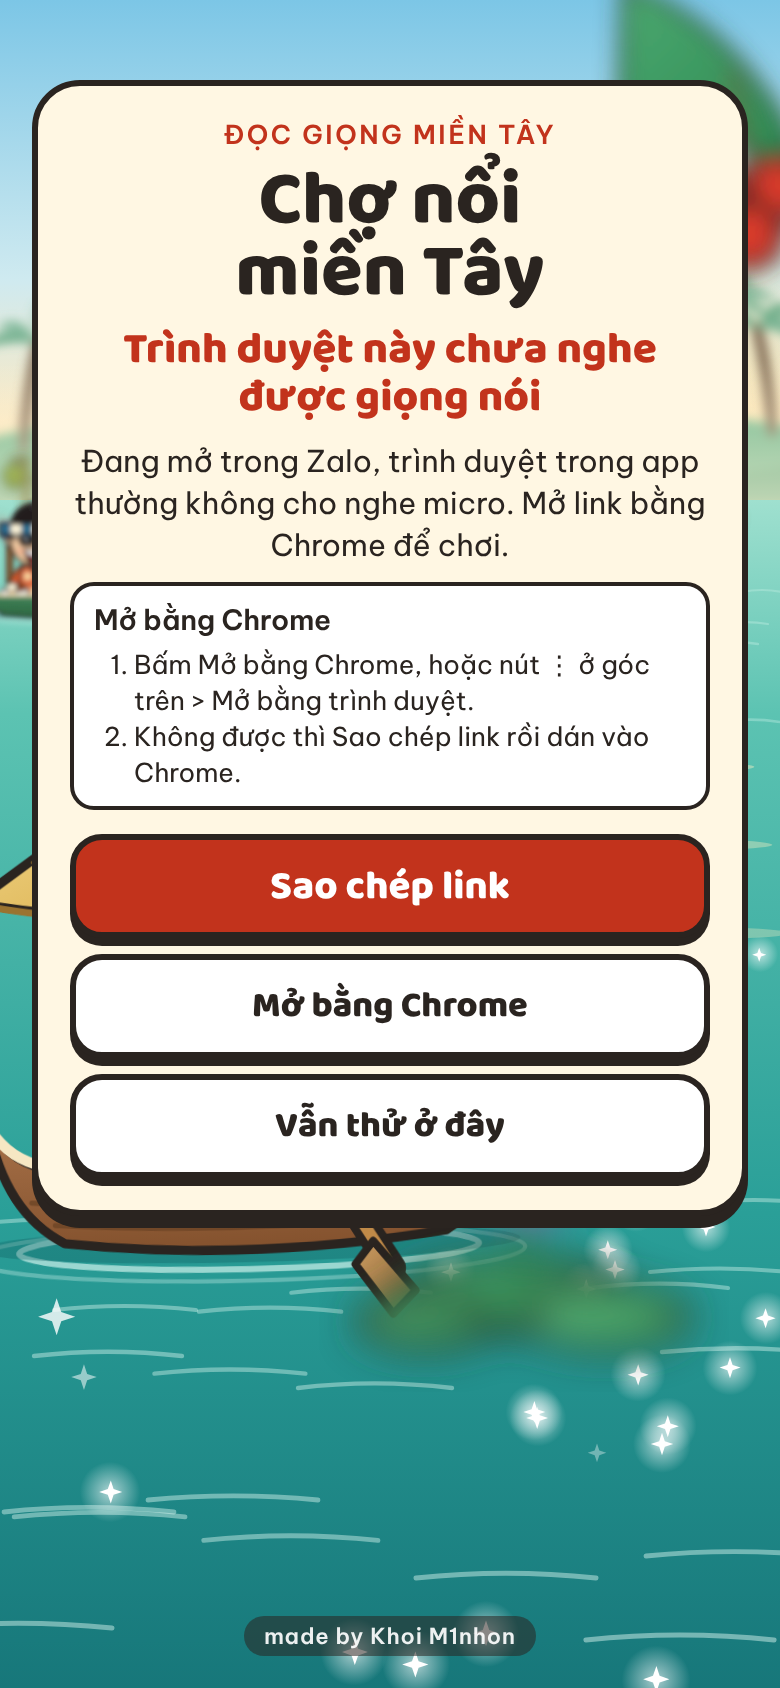 ĐỌC GIỌNG MIỀN TÂY
Chợ nổi
miền Tây
Trình duyệt này chưa nghe
được giọng nói
Đang mở trong Zalo, trình duyệt trong app
thường không cho nghe micro. Mở link bằng
Chrome để chơi.
Mở bằng Chrome
1. Bấm Mở bằng Chrome, hoặc nút ⋮ ở góc
trên > Mở bằng trình duyệt.
2. Không được thì Sao chép link rồi dán vào
Chrome.
Sao chép link
Mở bằng Chrome
Vẫn thử ở đây
made by Khoi M1nhon